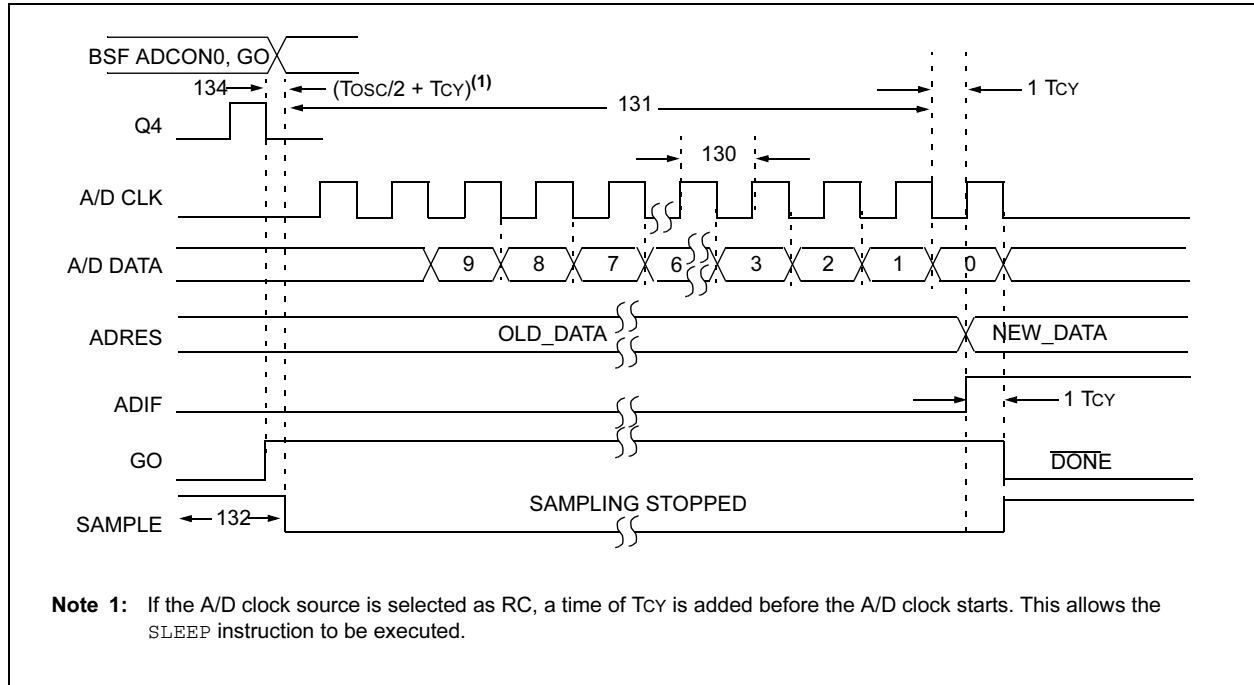 BSF ADCON0, GO
134
(TOSC/2 + TCY)(1)
131
1 TCY
Q4
130
A/D CLK
A/D DATA
9 8 7 6 3 2 1 0
ADRES
OLD_DATA
NEW_DATA
ADIF
1 TCY
GO
DONE
SAMPLE
132
SAMPLING STOPPED
Note 1: If the A/D clock source is selected as RC, a time of TCY is added before the A/D clock starts. This allows the
SLEEP instruction to be executed.